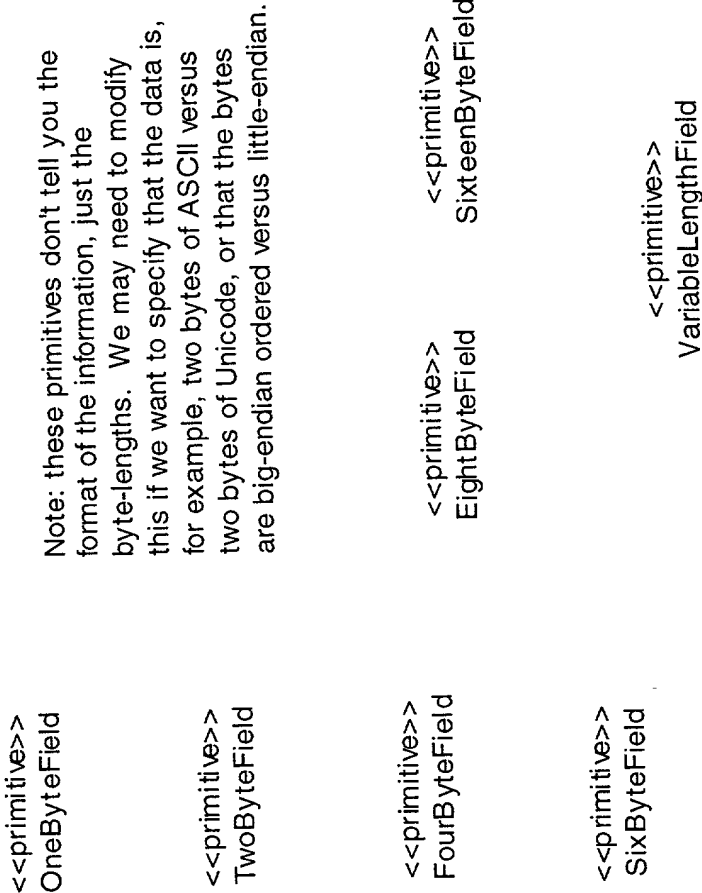 Note: these primitives don't tell you the
format of the information, just the
byte-lengths. We may need to modify
this if we want to specify that the data is,
for example, two bytes of ASCII versus
two bytes of Unicode, or that the bytes
are big-endian ordered versus little-endian.
<<primitive>>
OneByteField
<<primitive>>
TwoByteField
<<primitive>>
FourByteField
<<primitive>>
SixByteField
<<primitive>>
EightByteField
<<primitive>>
SixteenByteField
<<primitive>>
VariableLengthField